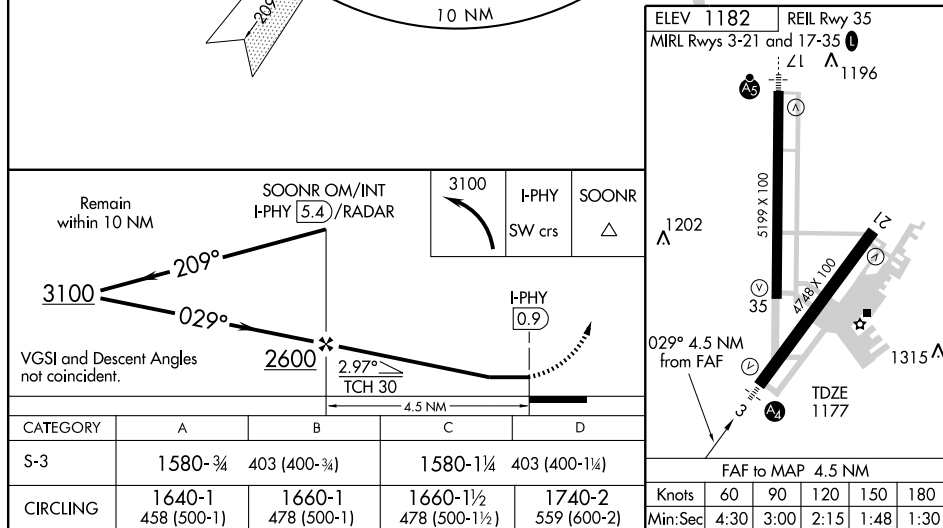 209°
10 NM
Remain
within 10 NM
SOONR OM/INT
I-PHY 5.4/RADAR
3100
I-PHY
SW crs
SOONR
209°
3100
029°
I-PHY
0.9
VGSI and Descent Angles
not coincident.
2600
2.97°
TCH 30
4.5 NM
CATEGORY A B C D
S-3 1580-¾ 403 (400-¾) 1580-1¼ 403 (400-1¼)
CIRCLING
1640-1
458 (500-1)
1660-1
478 (500-1)
1660-1½
478 (500-1½)
1740-2
559 (600-2)
ELEV 1182
REIL Rwy 35
MIRL Rwys 3-21 and 17-35 L
17
1196
A5
V
5199 X 100
1202
21
V
4748 X 100
V
35
029° 4.5 NM
from FAF
1315
V
TDZE
1177
3
A4
FAF to MAP 4.5 NM
Knots 60 90 120 150 180
Min:Sec 4:30 3:00 2:15 1:48 1:30